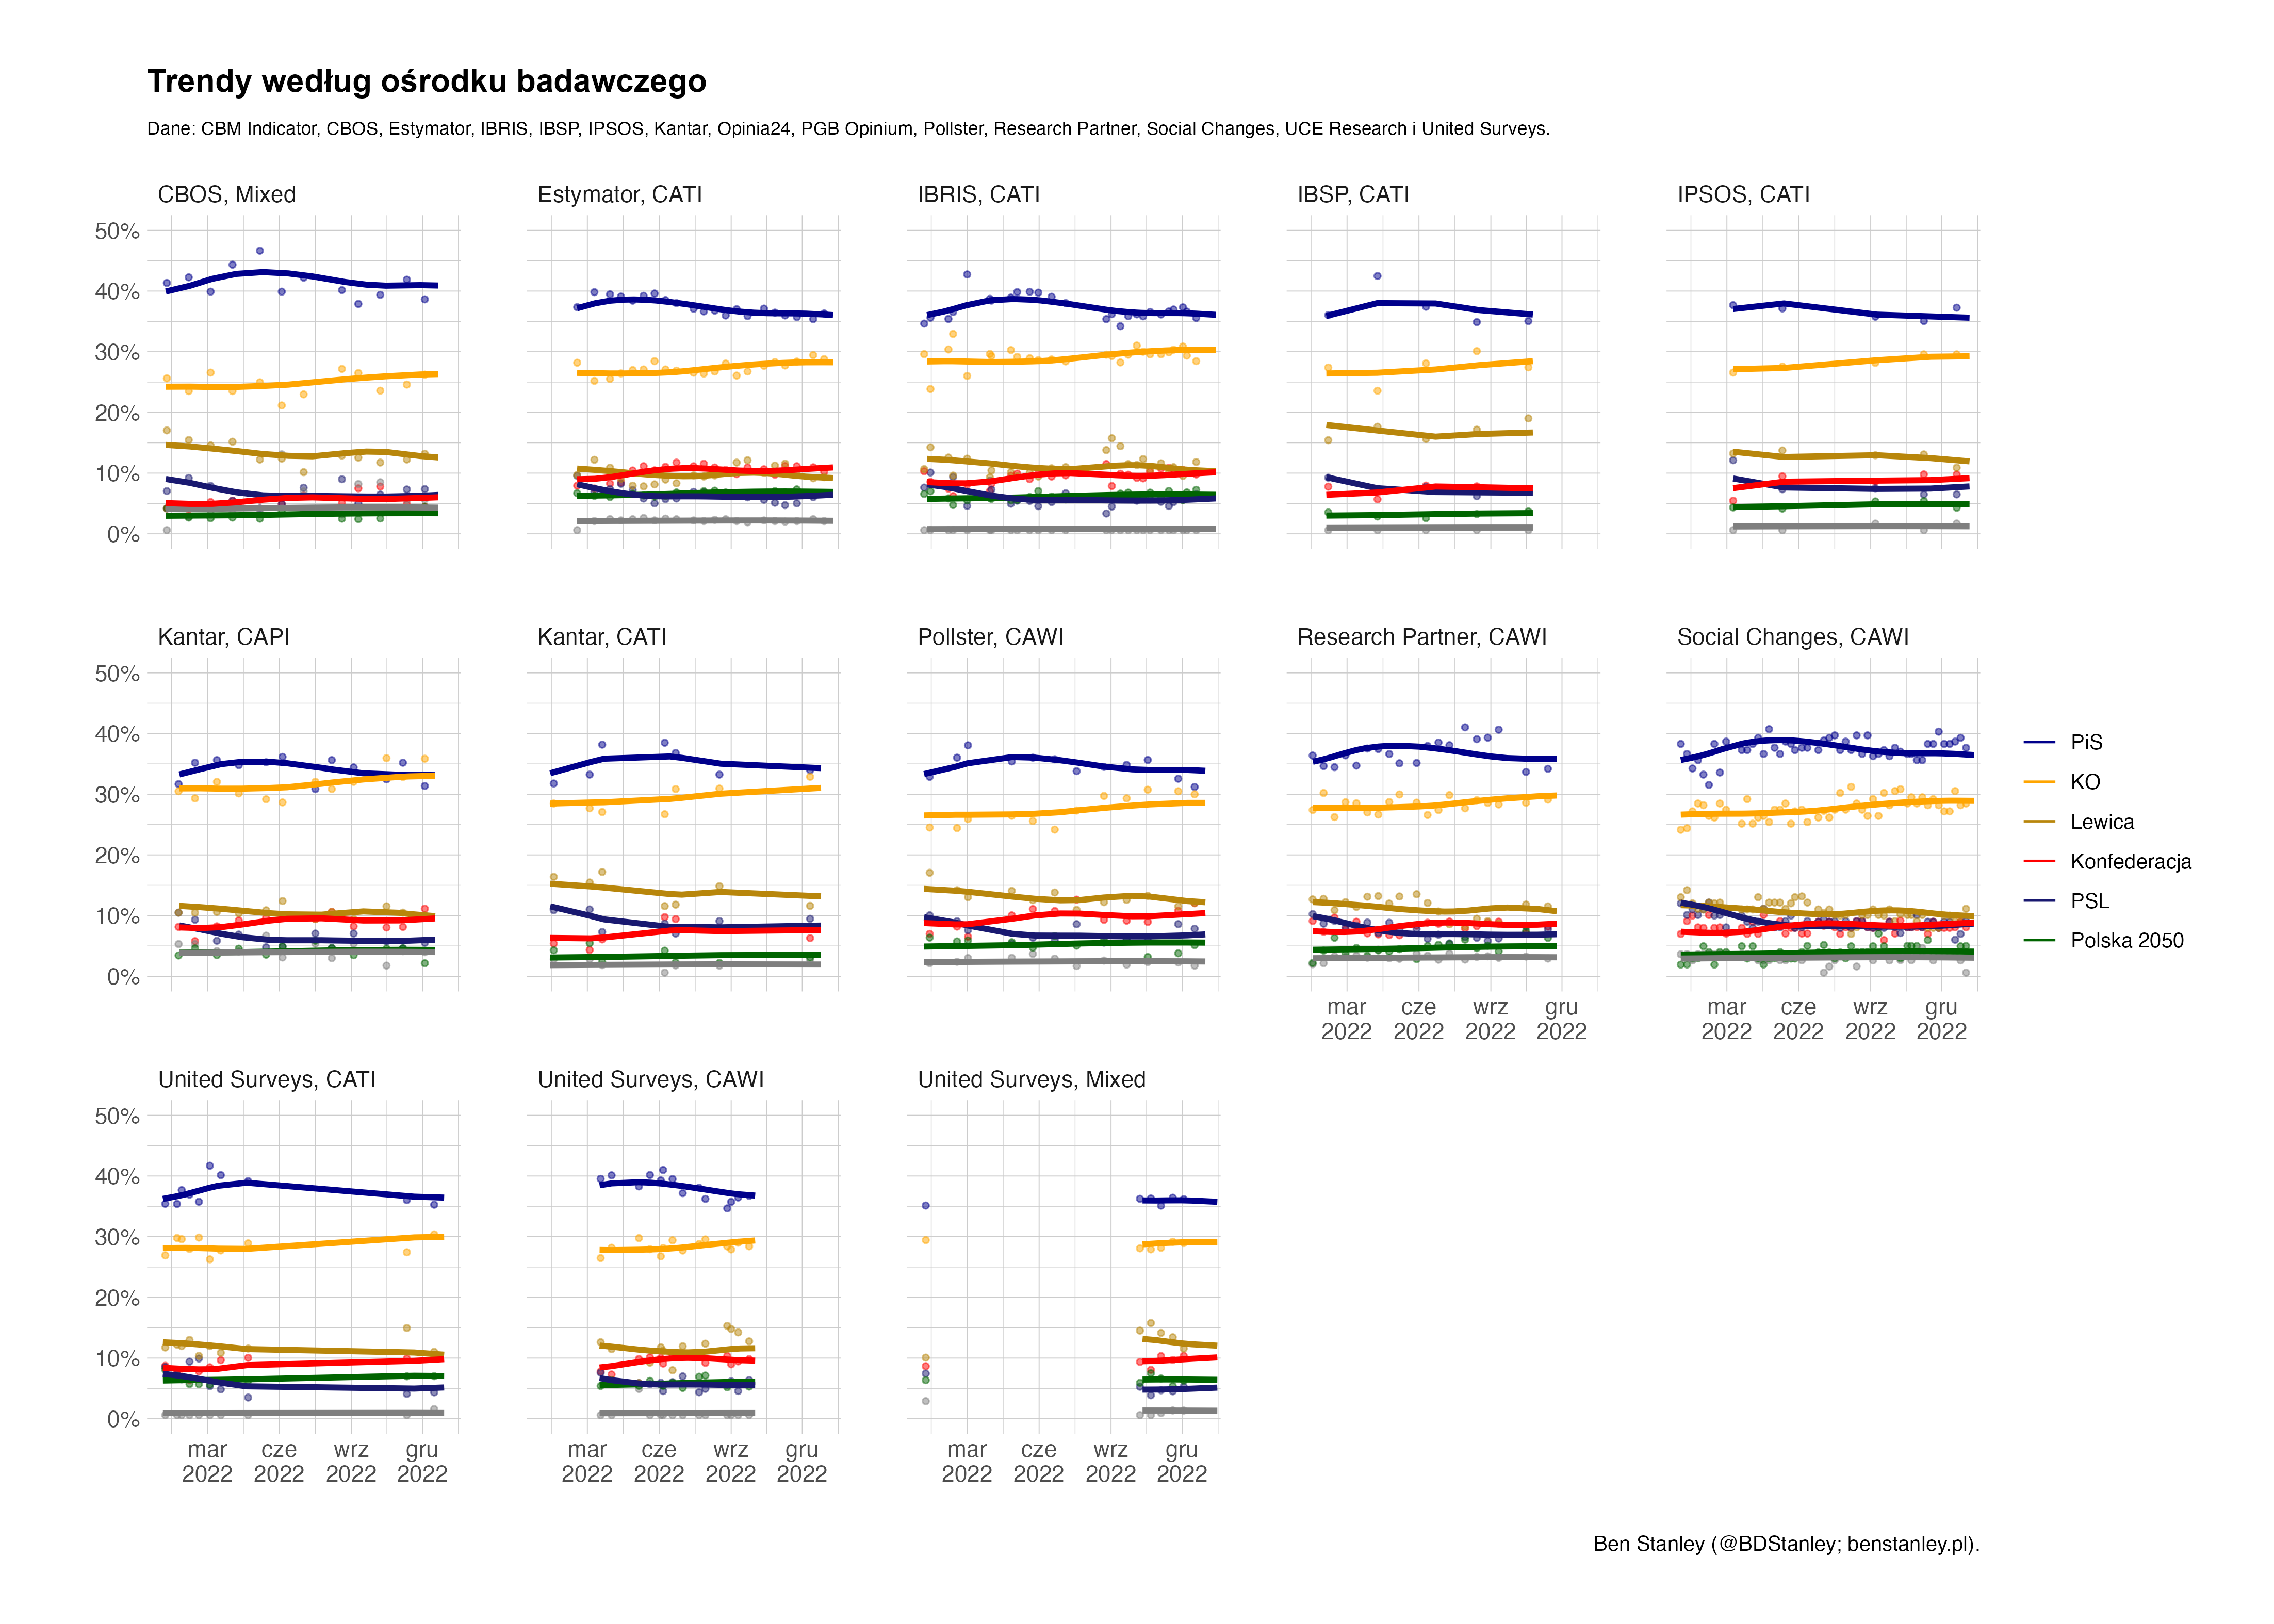 Trendy według ośrodku badawczego
Dane: CBM Indicator, CBOS, Estymator, IBRIS, IBSP, IPSOS, Kantar, Opinia24, PGB Opinium, Pollster, Research Partner, Social Changes, UCE Research i United Surveys.
CBOS, Mixed
Estymator, CATI
IBRIS, CATI
IBSP, CATI
IPSOS, CATI
50%
40%
30%
20%
10%
0%
Kantar, CAPI
Kantar, CATI
Pollster, CAWI
Research Partner, CAWI
Social Changes, CAWI
50%
40%
30%
20%
10%
0%
mar cze wrz gru
2022 2022 2022 2022
mar cze wrz gru
2022 2022 2022 2022
PiS
KO
Lewica
Konfederacja
PSL
Polska 2050
United Surveys, CATI
United Surveys, CAWI
United Surveys, Mixed
50%
40%
30%
20%
10%
0%
mar cze wrz gru
2022 2022 2022 2022
mar cze wrz gru
2022 2022 2022 2022
mar cze wrz gru
2022 2022 2022 2022
Ben Stanley (@BDStanley; benstanley.pl).